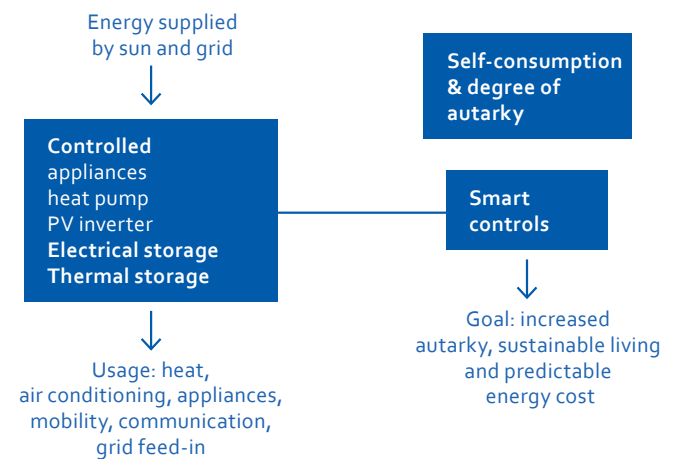 Energy supplied
by sun and grid
Controlled
appliances
heat pump
PV inverter
Electrical storage
Thermal storage
Usage: heat,
air conditioning, appliances,
mobility, communication,
grid feed-in
Self-consumption
& degree of
autarky
Smart
controls
Goal: increased
autarky, sustainable living
and predictable
energy cost